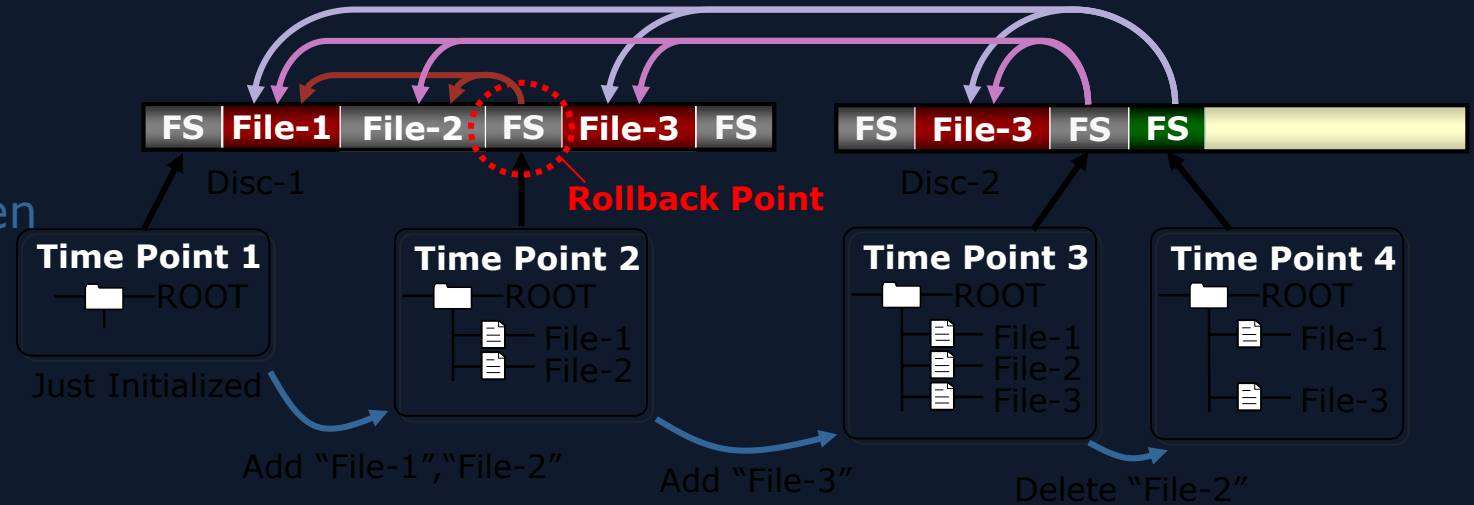 FS File-1 File-2 FS File-3 FS
FS File-3 FS FS
Disc-1
Disc-2
Rollback Point
en
Time Point 1
ROOT
Just Initialized
Time Point 2
ROOT
File-1
File-2
Time Point 3
ROOT
File-1
File-2
File-3
Time Point 4
ROOT
File-1
File-3
Add “File-1”,“File-2”
Add “File-3”
Delete “File-2”